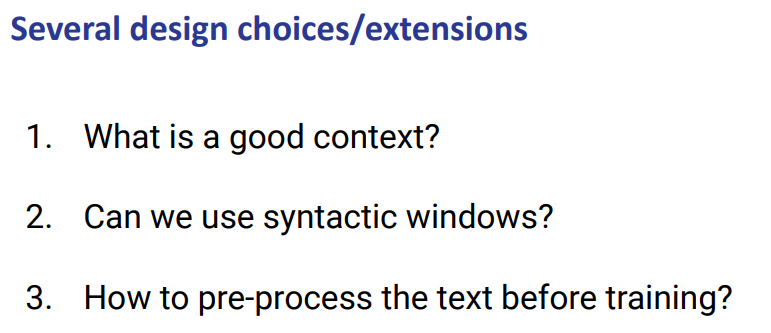 Several design choices/extensions
1. What is a good context?
2. Can we use syntactic windows?
3. How to pre-process the text before training?